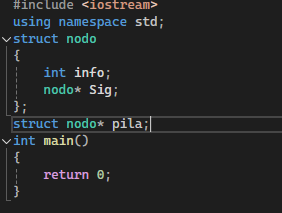 #include <iostream>
using namespace std;
struct nodo
{
    int info;
    nodo* Sig;
};
struct nodo* pila;
int main()
{
    return 0;
}